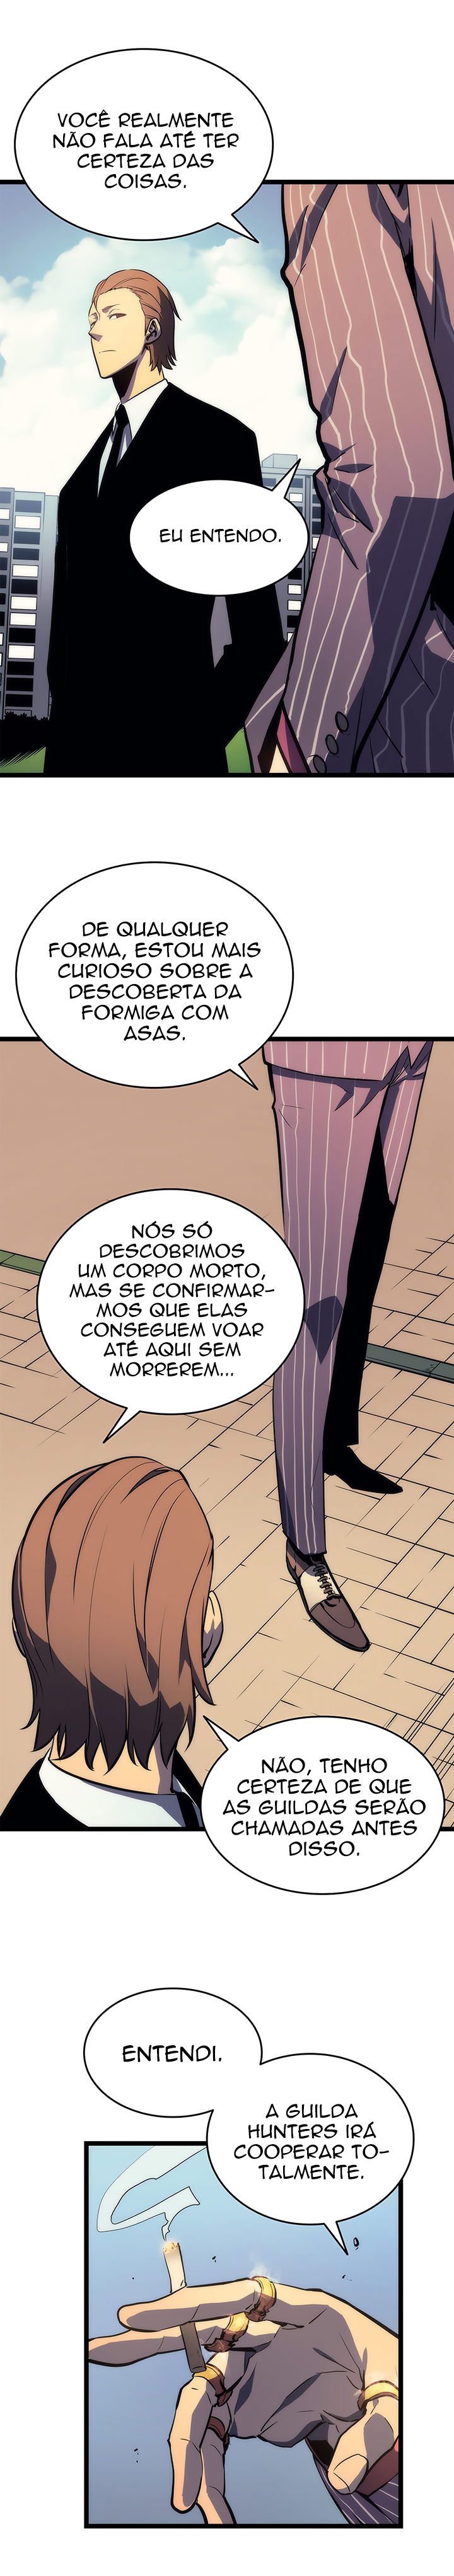 VOCÊ REALMENTE
NÃO FALA ATÉ TER
CERTEZA DAS
COISAS.
EU ENTENDO.
DE QUALQUER
FORMA, ESTOU MAIS
CURIOSO SOBRE A
DESCOBERTA DA
FORMIGA COM
ASAS.
NÓS SÓ
DESCOBRIMOS
UM CORPO MORTO,
MAS SE CONFIRMAR-
MOS QUE ELAS
CONSEGUEM VOAR
ATÉ AQUI SEM
MORREREM...
NÃO, TENHO
CERTEZA DE QUE
AS GUILDAS SERÃO
CHAMADAS ANTES
DISSO.
ENTENDI.
A GUILDA
HUNTERS IRÁ
COOPERAR TO-
TALMENTE.